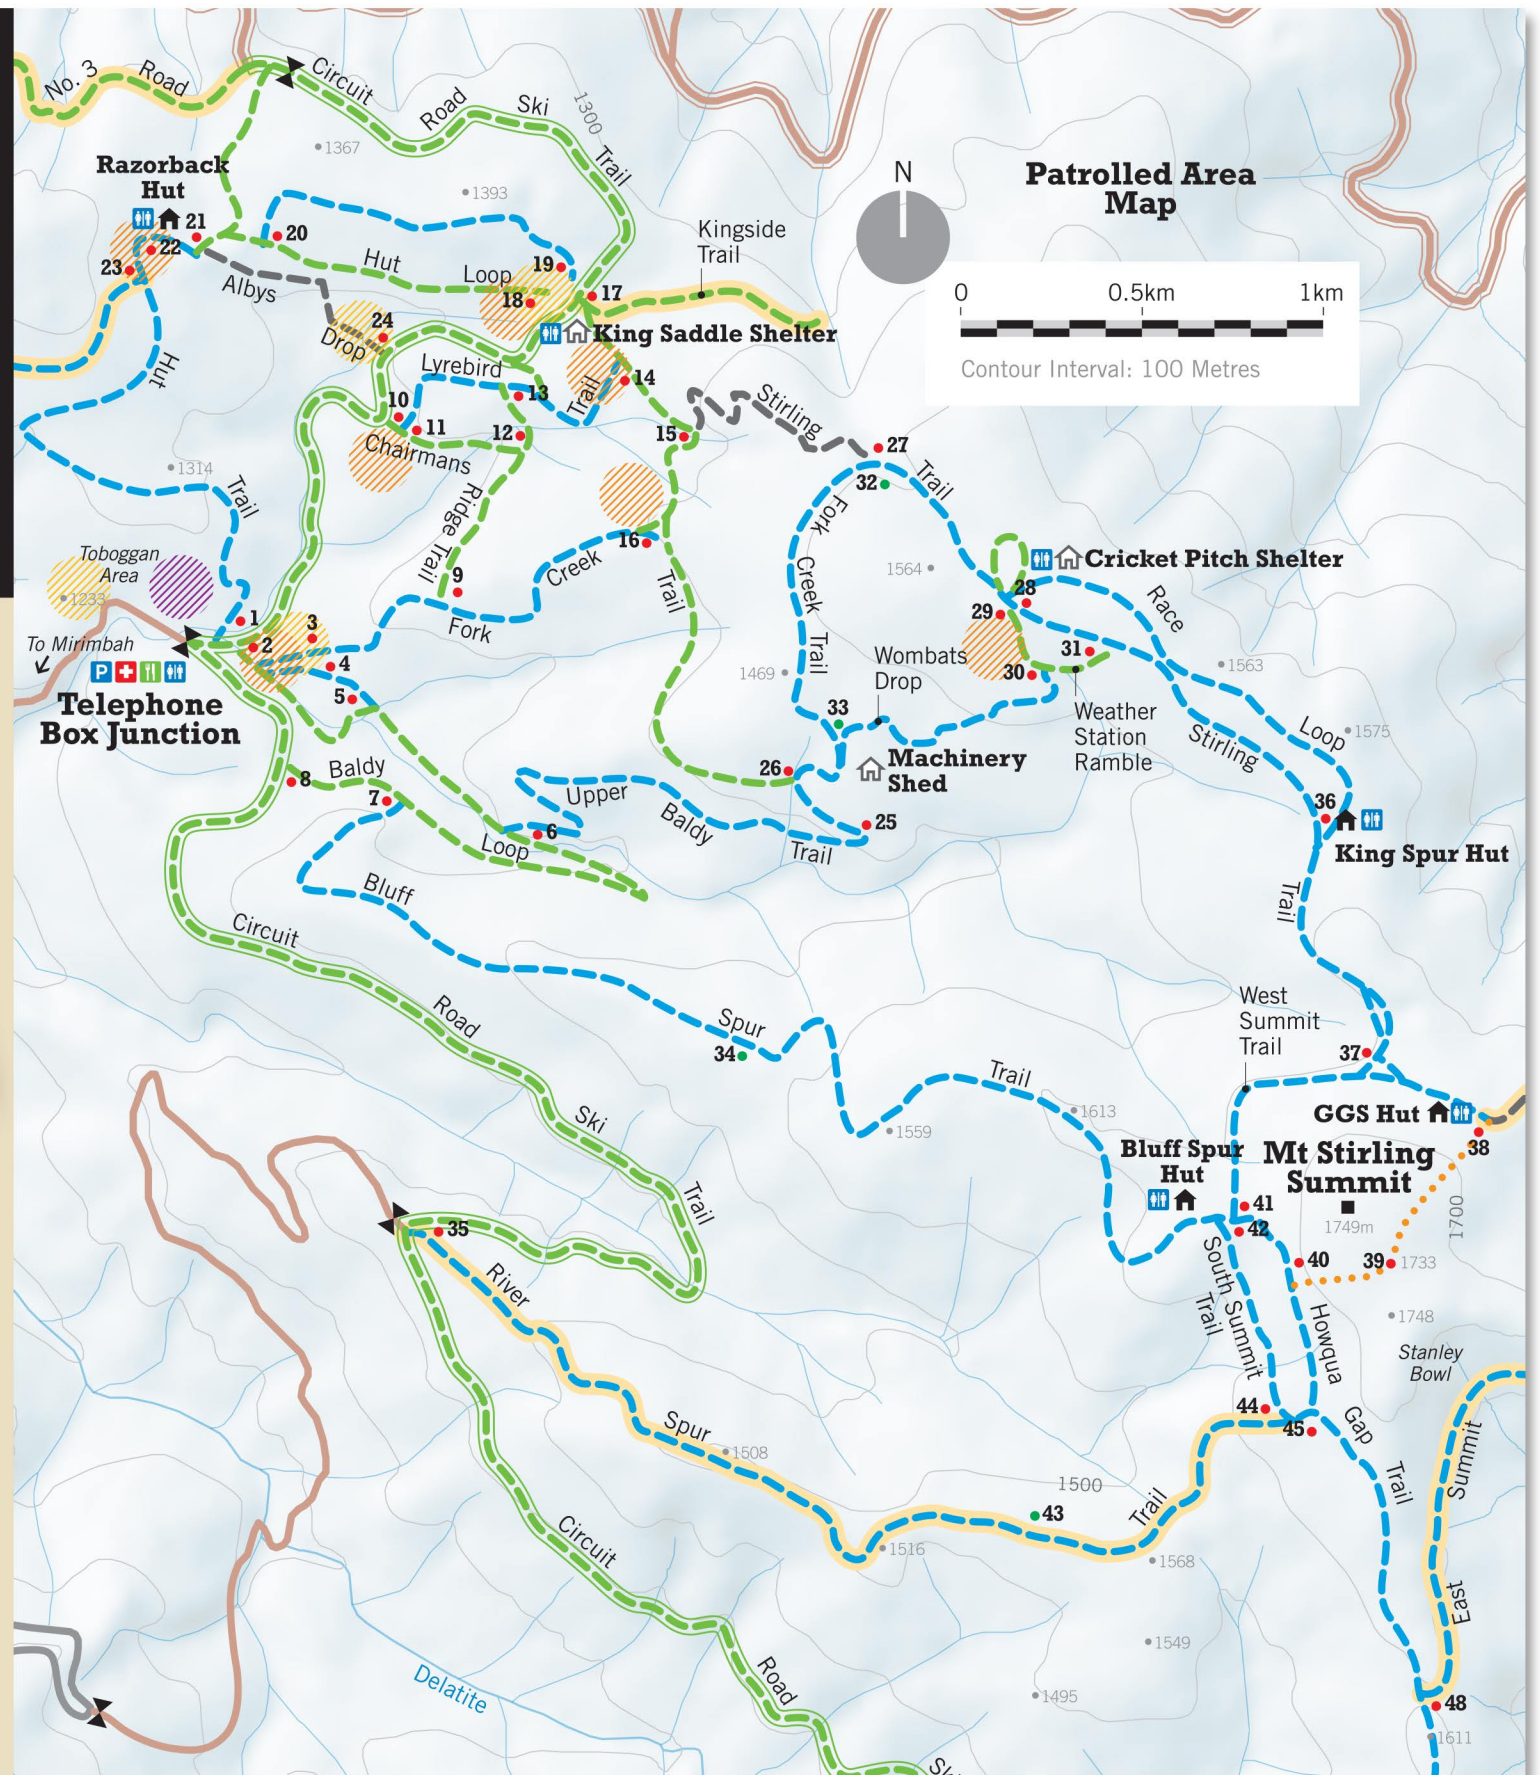 No. 3
Road
Circuit
Road
Ski
Trail
1300
1367
1393
Razorback
Hut
21
22
23
20
19
Hut
Loop
18
17
Albys
Drop
24
Kingside
Trail
King Saddle Shelter
N
Patrolled Area
Map
0
0.5km
1km
Contour Interval: 100 Metres
Lyrebird
Trail
13
14
10
11
12
15
Chairmans
Hut
Trail
1314
Stirling
Trail
27
32
Fork
Creek
Trail
1564
1469
Ridge Trail
9
16
Creek
Fork
Trail
Toboggan
Area
1233
To Mirimbah
P
Telephone
Box Junction
1
2
3
4
5
Cricket Pitch Shelter
28
29
30
31
Race
Loop
1563
1575
Wombats
Drop
33
Machinery
Shed
Weather
Station
Ramble
Stirling
Trail
36
King Spur Hut
8
Baldy
7
Loop
6
Upper
Baldy
Trail
26
25
Bluff
Spur
34
Trail
1559
1613
Circuit
Road
Ski
Trail
West
Summit
Trail
37
GGS Hut
38
Mt Stirling
Summit
1749m
1700
Bluff Spur
Hut
41
42
40
39
1733
1748
South Summit
Trail
Howqua
Gap
Trail
Stanley
Bowl
35
River
Spur
1508
Trail
1500
43
44
45
1516
1568
1549
1495
Summit
East
48
1611
Circuit
Road
Ski
Delatite